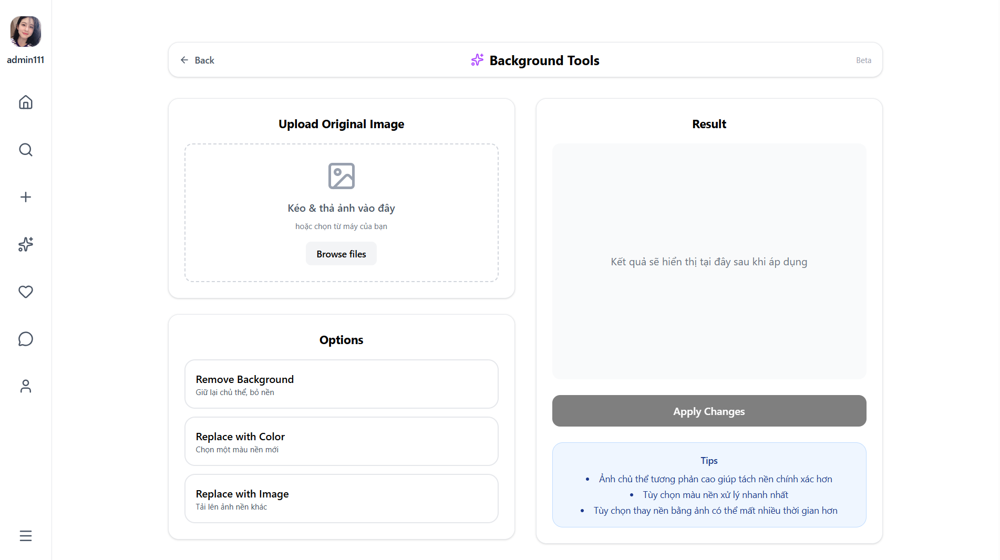 admin111
Back
Background Tools
Beta
Upload Original Image
Kéo & thả ảnh vào đây
hoặc chọn từ máy của bạn
Browse files
Options
Remove Background
Giữ lại chủ thể, bỏ nền
Replace with Color
Chọn một màu nền mới
Replace with Image
Tải lên ảnh nền khác
Result
Kết quả sẽ hiển thị tại đây sau khi áp dụng
Apply Changes
Tips
Ảnh chủ thể tương phản cao giúp tách nền chính xác hơn
Tùy chọn màu nền xử lý nhanh nhất
Tùy chọn thay nền bằng ảnh có thể mất nhiều thời gian hơn